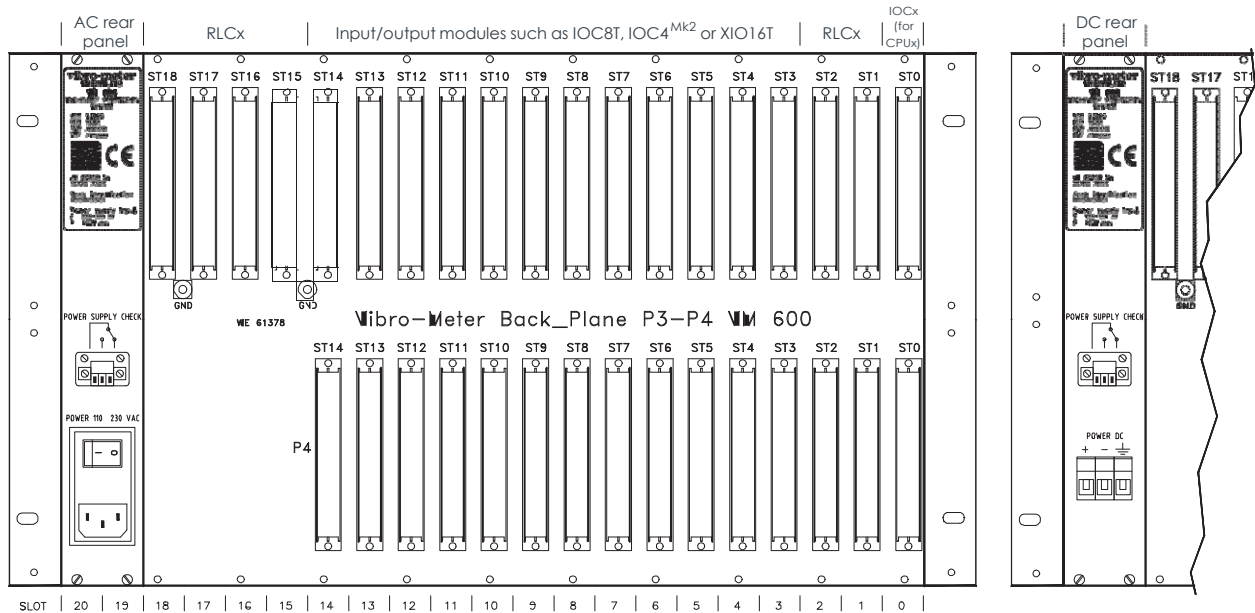 AC rear
panel
RLCx
Input/output modules such as IOC8T, IOC4Mk2 or XIO16T
RLCx
IOCx
(for
CPUx)
DC rear
panel
vibro-meter
ST18 ST17 ST16 ST15 ST14 ST13 ST12 ST11 ST10 ST9 ST8 ST7 ST6 ST5 ST4 ST3 ST2 ST1 ST0
CE
GND
GND
POWER SUPPLY CHECK
WE 61378
Vibro-Meter Back_Plane P3-P4 VM 600
ST14 ST13 ST12 ST11 ST10 ST9 ST8 ST7 ST6 ST5 ST4 ST3 ST2 ST1 ST0
POWER 110 230 VAC
P4
SLOT 20 19 18 17 16 15 14 13 12 11 10 9 8 7 6 5 4 3 2 1 0
vibro-meter
ST18 ST17 ST1
CE
GND
POWER SUPPLY CHECK
POWER DC
+ -